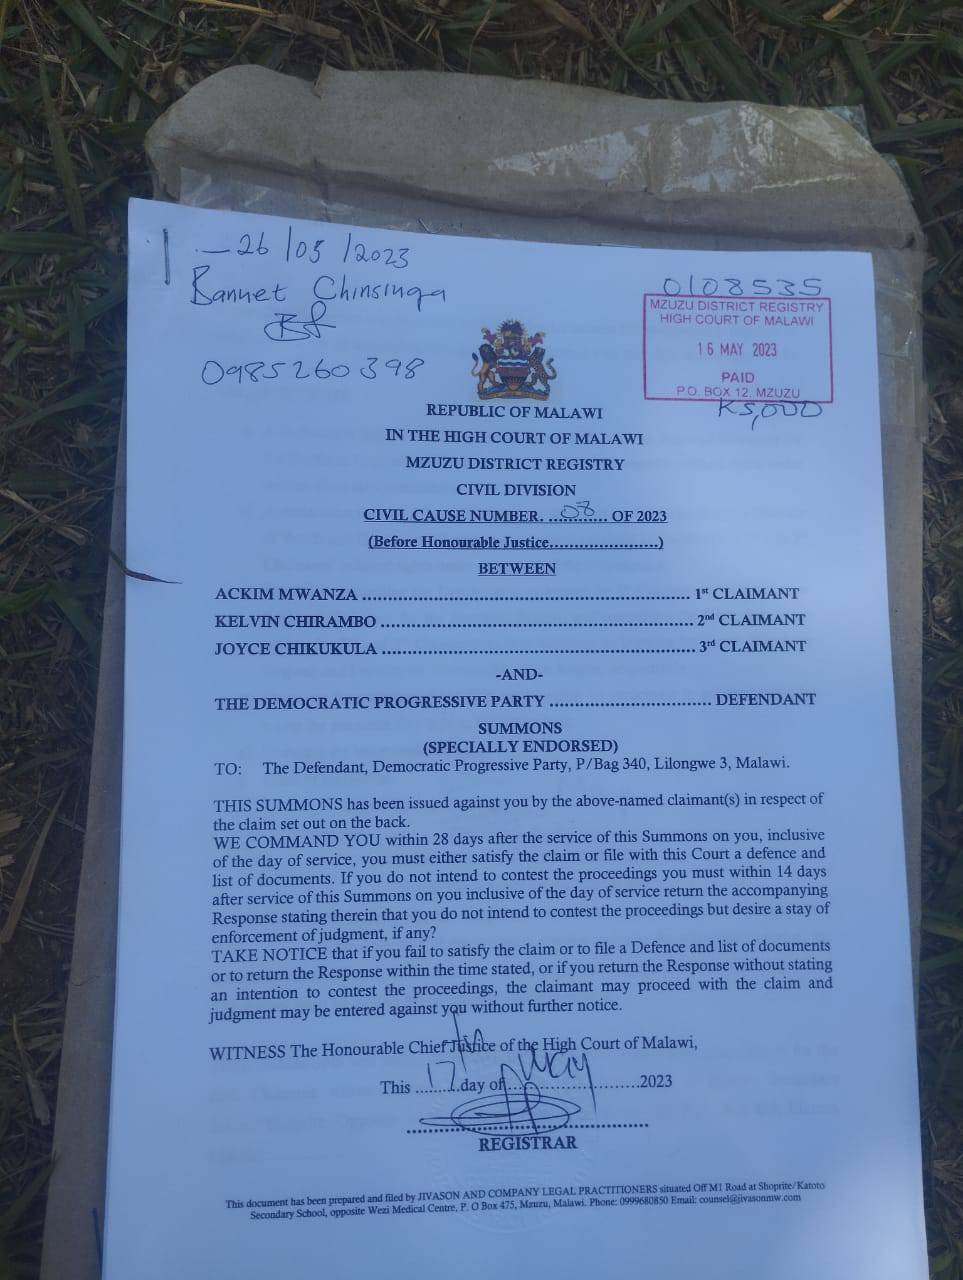 – 26/05/2023
Bannet Chinsinga
0985260398
0108535
MZUZU DISTRICT REGISTRY
HIGH COURT OF MALAWI
16 MAY 2023
PAID
P.O. BOX 12, MZUZU
K5,000
REPUBLIC OF MALAWI
IN THE HIGH COURT OF MALAWI
MZUZU DISTRICT REGISTRY
CIVIL DIVISION
CIVIL CAUSE NUMBER. ....08.... OF 2023
(Before Honourable Justice......................)
BETWEEN
ACKIM MWANZA ........................................................................ 1st CLAIMANT
KELVIN CHIRAMBO .................................................................... 2nd CLAIMANT
JOYCE CHIKUKULA .................................................................... 3rd CLAIMANT
-AND-
THE DEMOCRATIC PROGRESSIVE PARTY ................................. DEFENDANT
SUMMONS
(SPECIALLY ENDORSED)
TO: The Defendant, Democratic Progressive Party, P/Bag 340, Lilongwe 3, Malawi.
THIS SUMMONS has been issued against you by the above-named claimant(s) in respect of
the claim set out on the back.
WE COMMAND YOU within 28 days after the service of this Summons on you, inclusive
of the day of service, you must either satisfy the claim or file with this Court a defence and
list of documents. If you do not intend to contest the proceedings you must within 14 days
after service of this Summons on you inclusive of the day of service return the accompanying
Response stating therein that you do not intend to contest the proceedings but desire a stay of
enforcement of judgment, if any?
TAKE NOTICE that if you fail to satisfy the claim or to file a Defence and list of documents
or to return the Response within the time stated, or if you return the Response without stating
an intention to contest the proceedings, the claimant may proceed with the claim and
judgment may be entered against you without further notice.
WITNESS The Honourable Chief Justice of the High Court of Malawi,
This ...17...day of....May....................2023
REGISTRAR
This document has been prepared and filed by JIVASON AND COMPANY LEGAL PRACTITIONERS situated Off M1 Road at Shoprite/Katoto
Secondary School, opposite Wezi Medical Centre, P. O Box 475, Mzuzu, Malawi. Phone: 0999680850 Email: counsel@jivasonmw.com